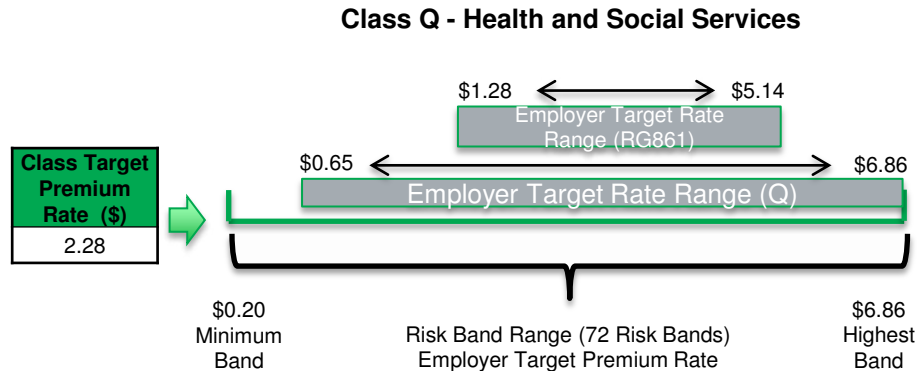 Class Q - Health and Social Services
$1.28
$5.14
Employer Target Rate
Range (RG861)
$0.65
$6.86
Employer Target Rate Range (Q)
Class Target
Premium
Rate ($)
2.28
$0.20
Minimum
Band
Risk Band Range (72 Risk Bands)
Employer Target Premium Rate
$6.86
Highest
Band